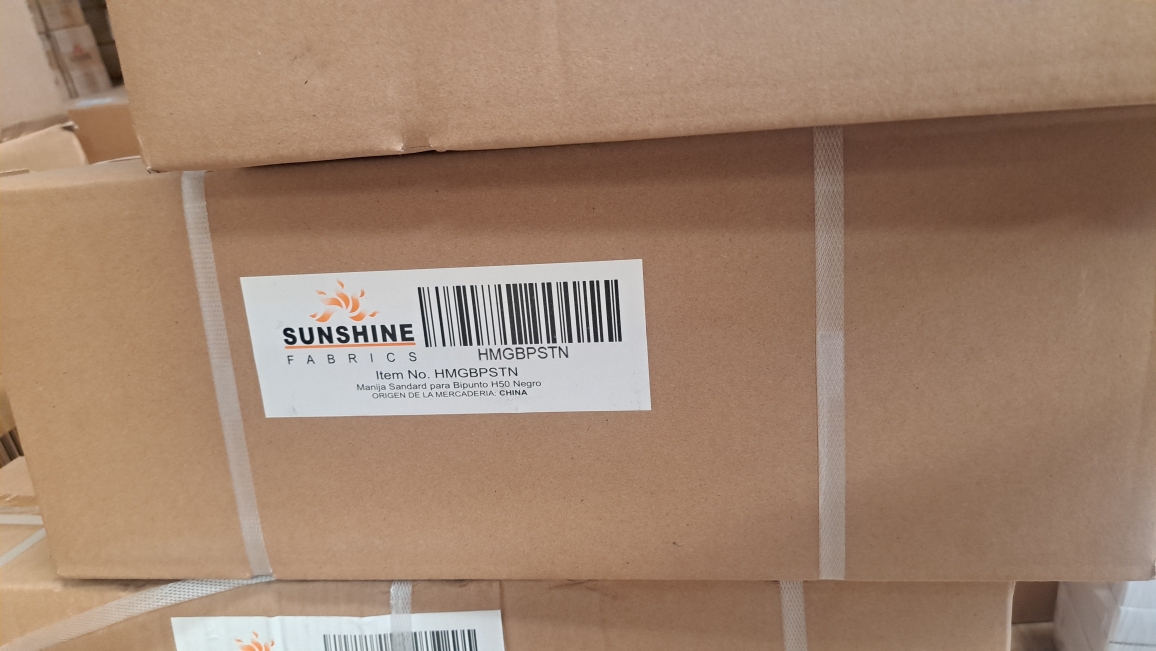 SUNSHINE
FABRICS
HMGBPSTN
Item No. HMGBPSTN
Manija Sandard para Bipunto H50 Negro
ORIGEN DE LA MERCADERIA: CHINA